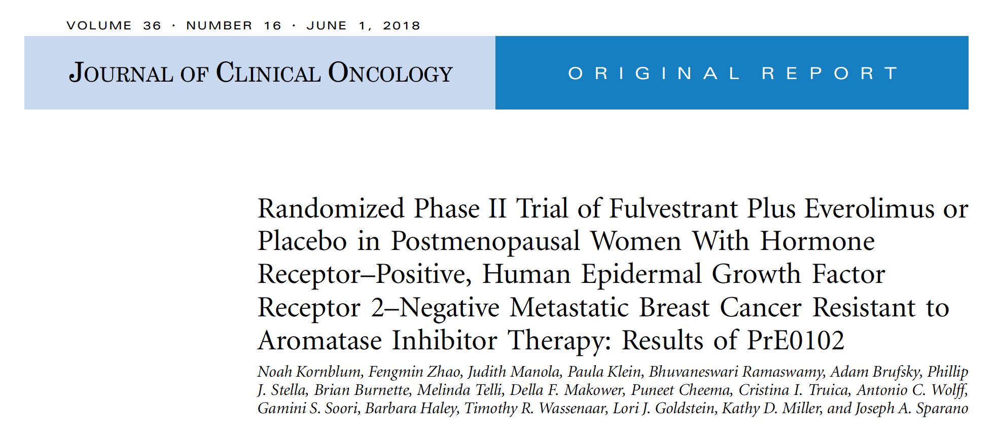 VOLUME 36 · NUMBER 16 · JUNE 1, 2018
JOURNAL OF CLINICAL ONCOLOGY
ORIGINAL REPORT
Randomized Phase II Trial of Fulvestrant Plus Everolimus or
Placebo in Postmenopausal Women With Hormone
Receptor–Positive, Human Epidermal Growth Factor
Receptor 2–Negative Metastatic Breast Cancer Resistant to
Aromatase Inhibitor Therapy: Results of PrE0102
Noah Kornblum, Fengmin Zhao, Judith Manola, Paula Klein, Bhuvaneswari Ramaswamy, Adam Brufsky, Phillip
J. Stella, Brian Burnette, Melinda Telli, Della F. Makower, Puneet Cheema, Cristina I. Truica, Antonio C. Wolff,
Gamini S. Soori, Barbara Haley, Timothy R. Wassenaar, Lori J. Goldstein, Kathy D. Miller, and Joseph A. Sparano